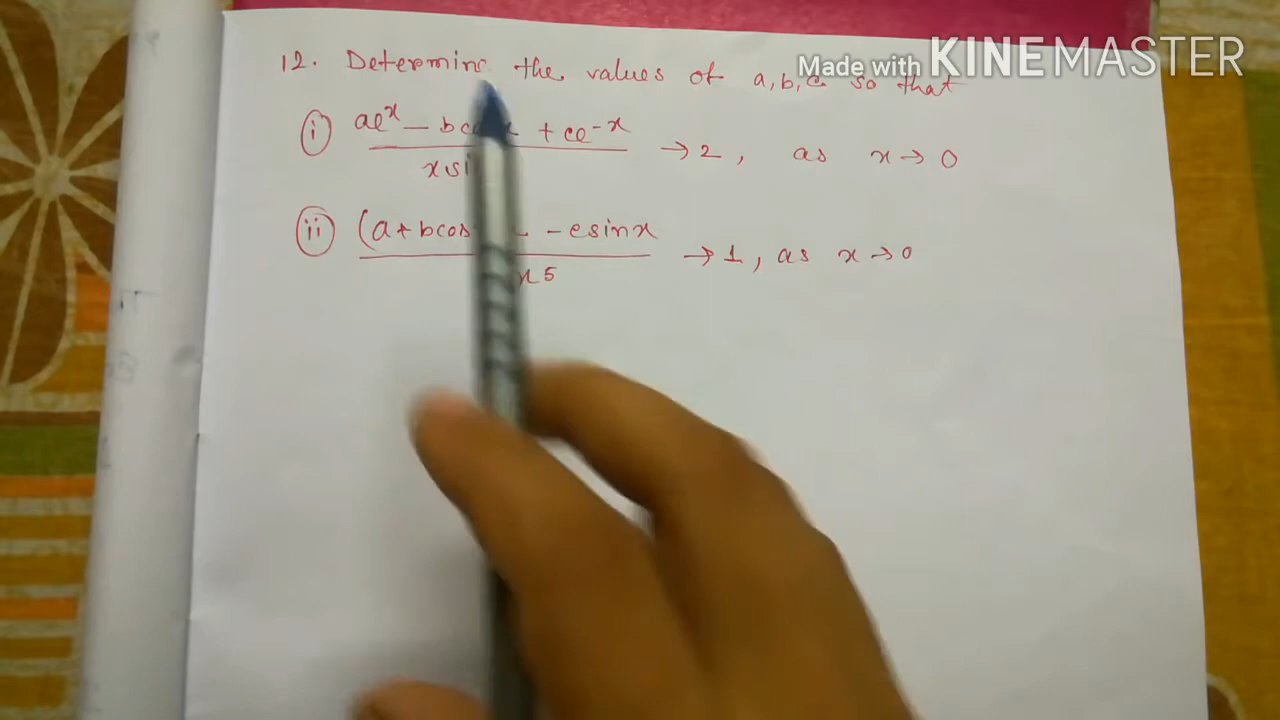 12. Determine the values of a, b, c so that
Made with KINEMASTER
(i) ae^x - b + ce^-x / x → 2, as x → 0
(ii) (a + bcos - csinx / x^5 → 1, as x → 0